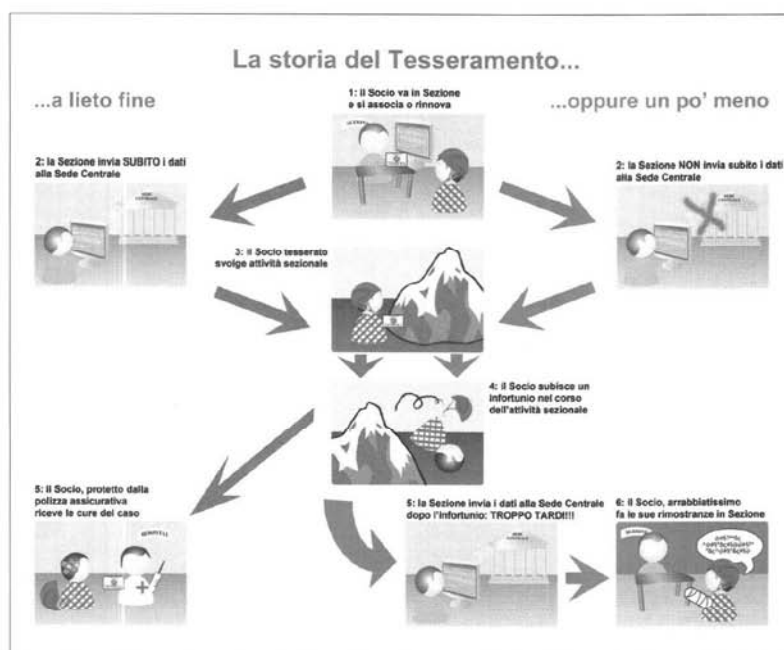 La storia del Tesseramento...
...a lieto fine
...oppure un po' meno
1: il Socio va in Sezione
e si associa o rinnova
2: la Sezione invia SUBITO i dati
alla Sede Centrale
2: la Sezione NON invia subito i dati
alla Sede Centrale
SEDE
CENTRALE
3: il Socio tesserato
svolge attività sezionale
4: il Socio subisce un
infortunio nel corso
dell'attività sezionale
5: il Socio, protetto dalla
polizza assicurativa
riceve le cure del caso
5: la Sezione invia i dati alla Sede Centrale
dopo l'infortunio: TROPPO TARDI!!!
6: il Socio, arrabbiatissimo
fa le sue rimostranze in Sezione